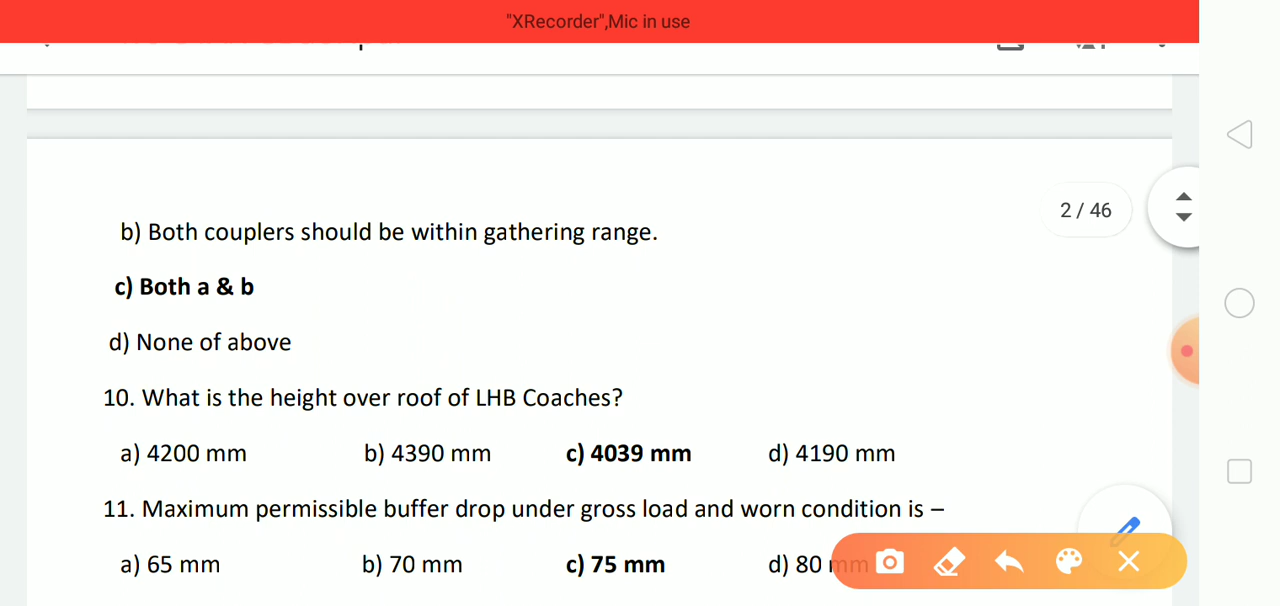 "XRecorder",Mic in use
2 / 46
b) Both couplers should be within gathering range.
c) Both a & b
d) None of above
10. What is the height over roof of LHB Coaches?
a) 4200 mm b) 4390 mm c) 4039 mm d) 4190 mm
11. Maximum permissible buffer drop under gross load and worn condition is –
a) 65 mm b) 70 mm c) 75 mm d) 80 mm